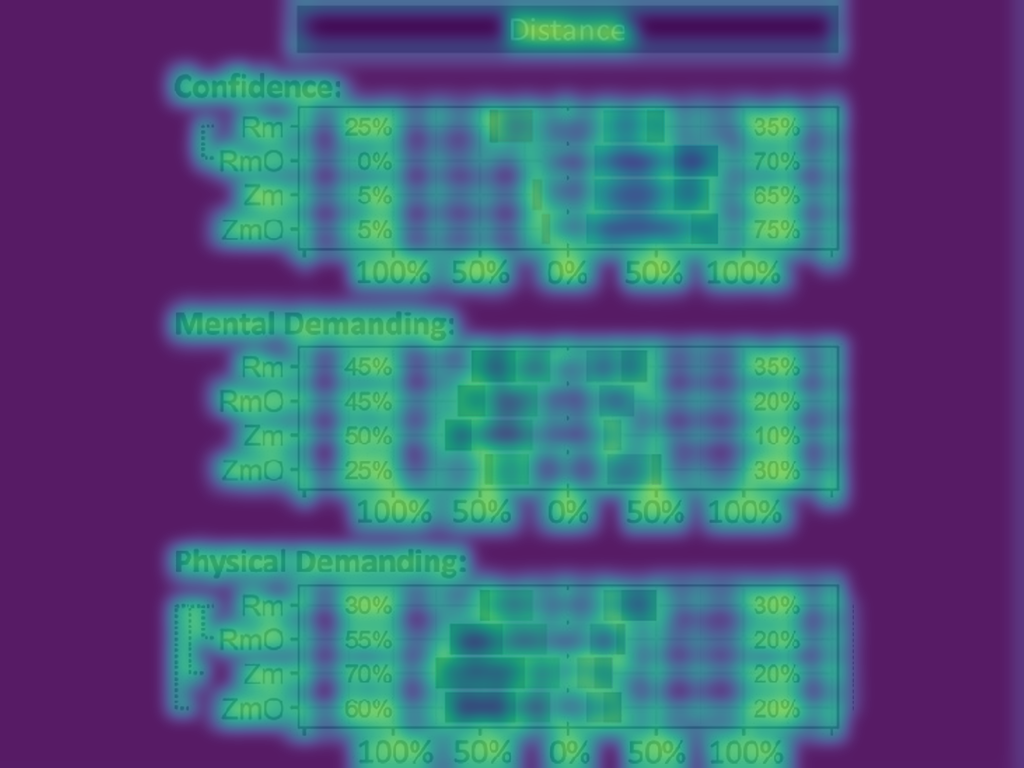 Distance
Confidence:
Rm 25% 35%
RmO 0% 70%
Zm 5% 65%
ZmO 5% 75%
100% 50% 0% 50% 100%
Mental Demanding:
Rm 45% 35%
RmO 45% 20%
Zm 50% 10%
ZmO 25% 30%
100% 50% 0% 50% 100%
Physical Demanding:
Rm 30% 30%
RmO 55% 20%
Zm 70% 20%
ZmO 60% 20%
100% 50% 0% 50% 100%